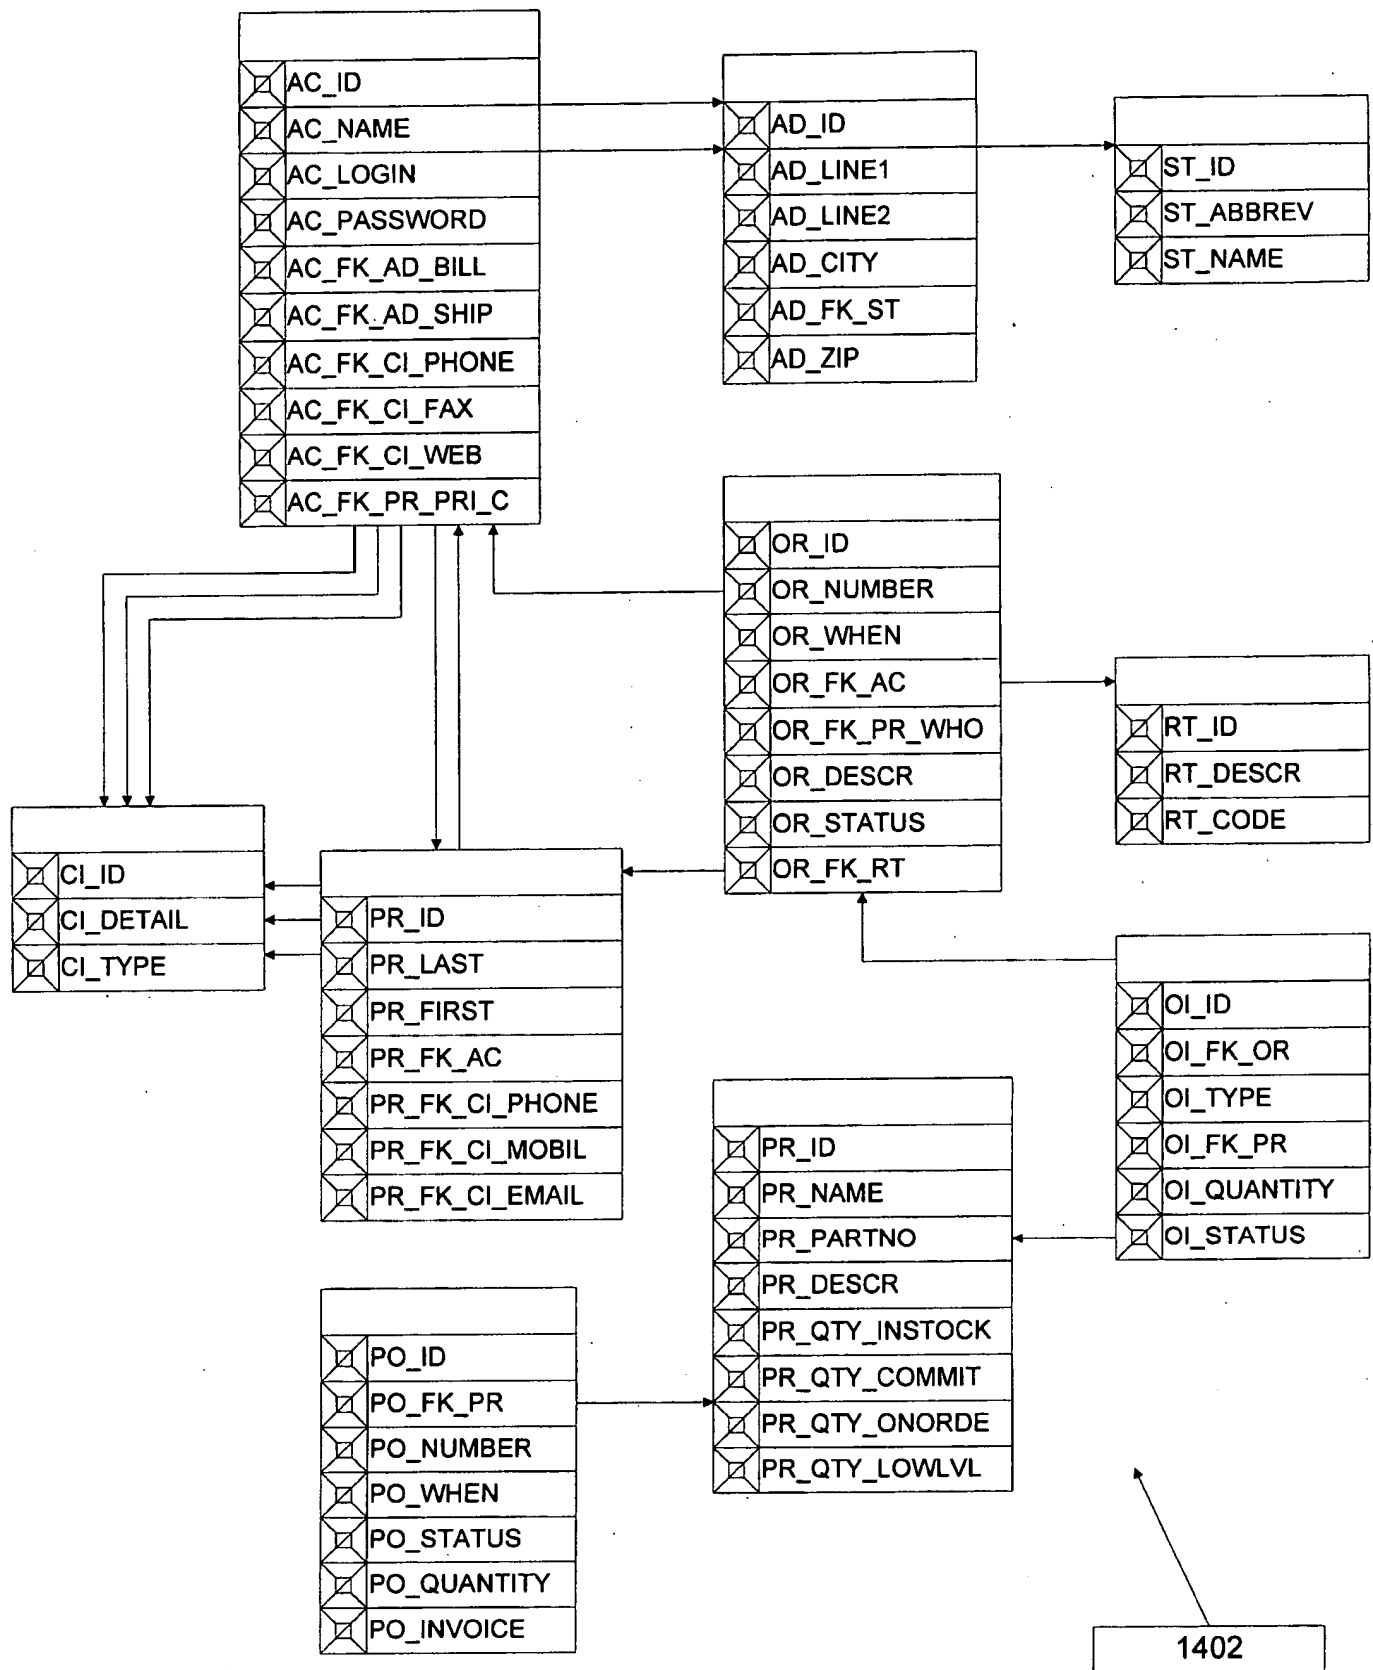 AC_ID
AC_NAME
AC_LOGIN
AC_PASSWORD
AC_FK_AD_BILL
AC_FK_AD_SHIP
AC_FK_CI_PHONE
AC_FK_CI_FAX
AC_FK_CI_WEB
AC_FK_PR_PRI_C
AD_ID
AD_LINE1
AD_LINE2
AD_CITY
AD_FK_ST
AD_ZIP
ST_ID
ST_ABBREV
ST_NAME
OR_ID
OR_NUMBER
OR_WHEN
OR_FK_AC
OR_FK_PR_WHO
OR_DESCR
OR_STATUS
OR_FK_RT
RT_ID
RT_DESCR
RT_CODE
CI_ID
CI_DETAIL
CI_TYPE
PR_ID
PR_LAST
PR_FIRST
PR_FK_AC
PR_FK_CI_PHONE
PR_FK_CI_MOBIL
PR_FK_CI_EMAIL
OI_ID
OI_FK_OR
OI_TYPE
OI_FK_PR
OI_QUANTITY
OI_STATUS
PR_ID
PR_NAME
PR_PARTNO
PR_DESCR
PR_QTY_INSTOCK
PR_QTY_COMMIT
PR_QTY_ONORDE
PR_QTY_LOWLVL
PO_ID
PO_FK_PR
PO_NUMBER
PO_WHEN
PO_STATUS
PO_QUANTITY
PO_INVOICE
1402